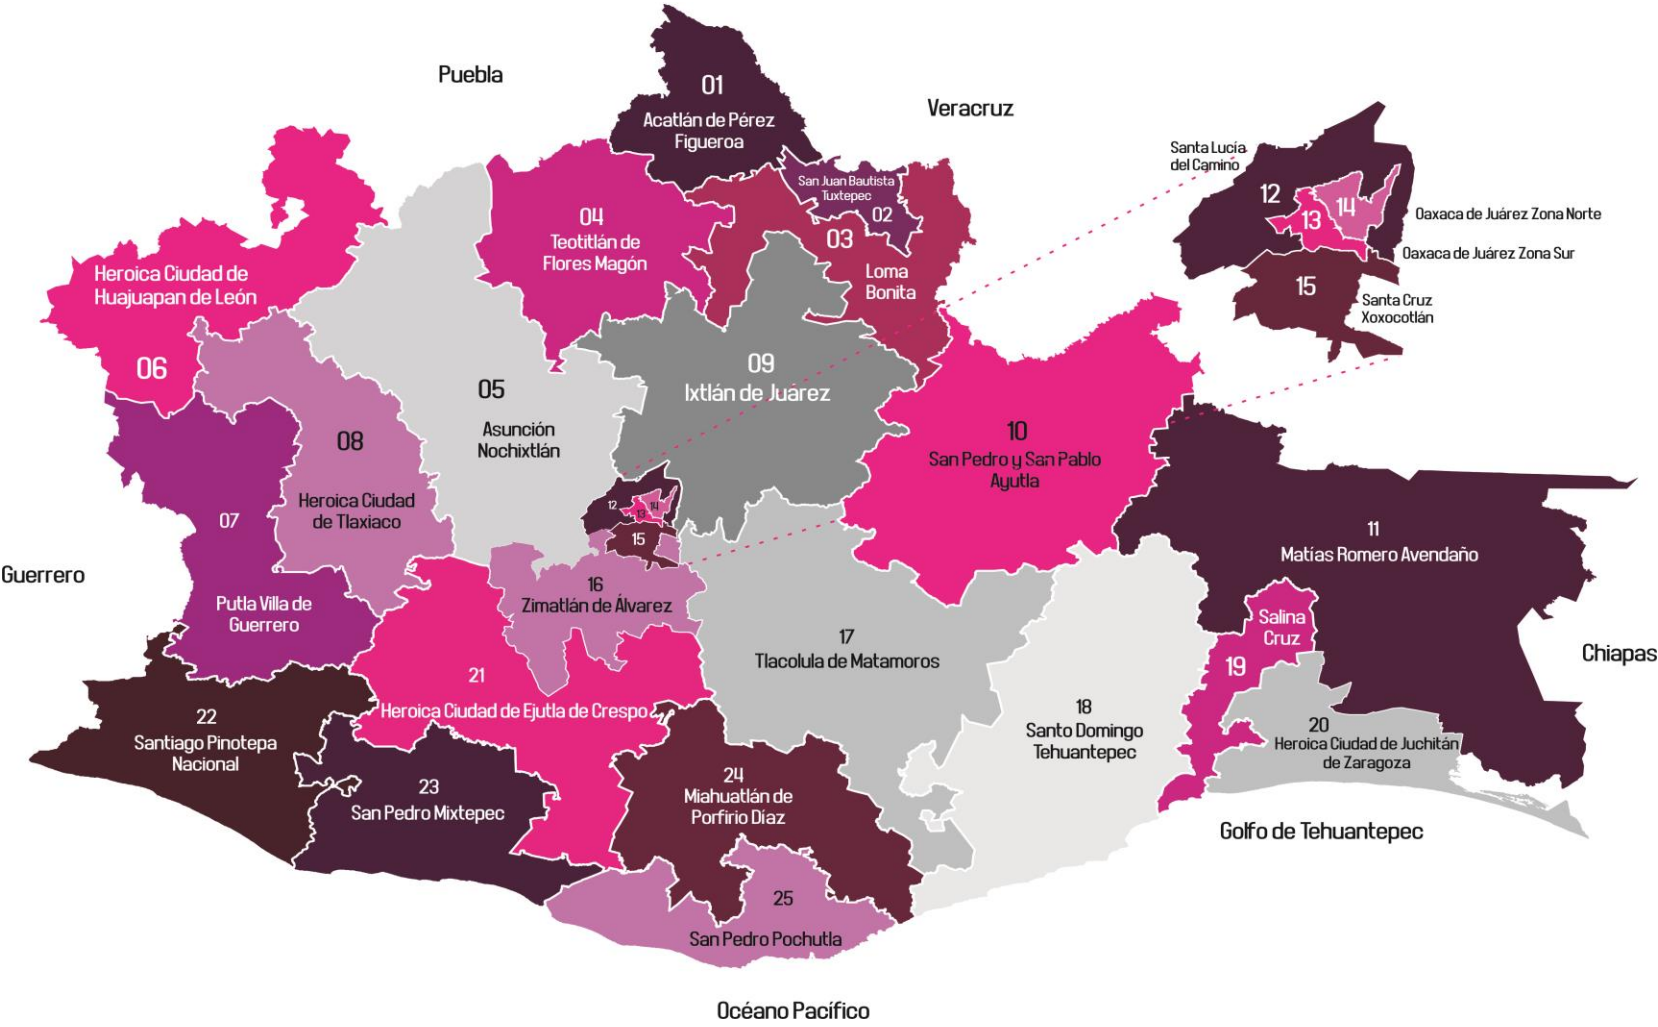 Puebla
Veracruz
01
Acatlán de Pérez
Figueroa
San Juan Bautista
Tuxtepec
02
03
Loma
Bonita
04
Teotitlán de
Flores Magón
Heroica Ciudad de
Huajuapan de León
06
05
Asunción
Nochixtlán
09
Ixtlán de Juárez
Santa Lucía
del Camino
12
13
14
Oaxaca de Juárez Zona Norte
Oaxaca de Juárez Zona Sur
15
Santa Cruz
Xoxocotlán
08
Heroica Ciudad
de Tlaxiaco
07
Putla Villa de
Guerrero
Guerrero
10
San Pedro y San Pablo
Ayutla
11
Matías Romero Avendaño
12
13
14
15
16
Zimatlán de Álvarez
17
Tlacolula de Matamoros
Salina
Cruz
19
Chiapas
18
Santo Domingo
Tehuantepec
20
Heroica Ciudad de Juchitán
de Zaragoza
21
Heroica Ciudad de Ejutla de Crespo
22
Santiago Pinotepa
Nacional
23
San Pedro Mixtepec
24
Miahuatlán de
Porfirio Díaz
25
San Pedro Pochutla
Golfo de Tehuantepec
Océano Pacífico